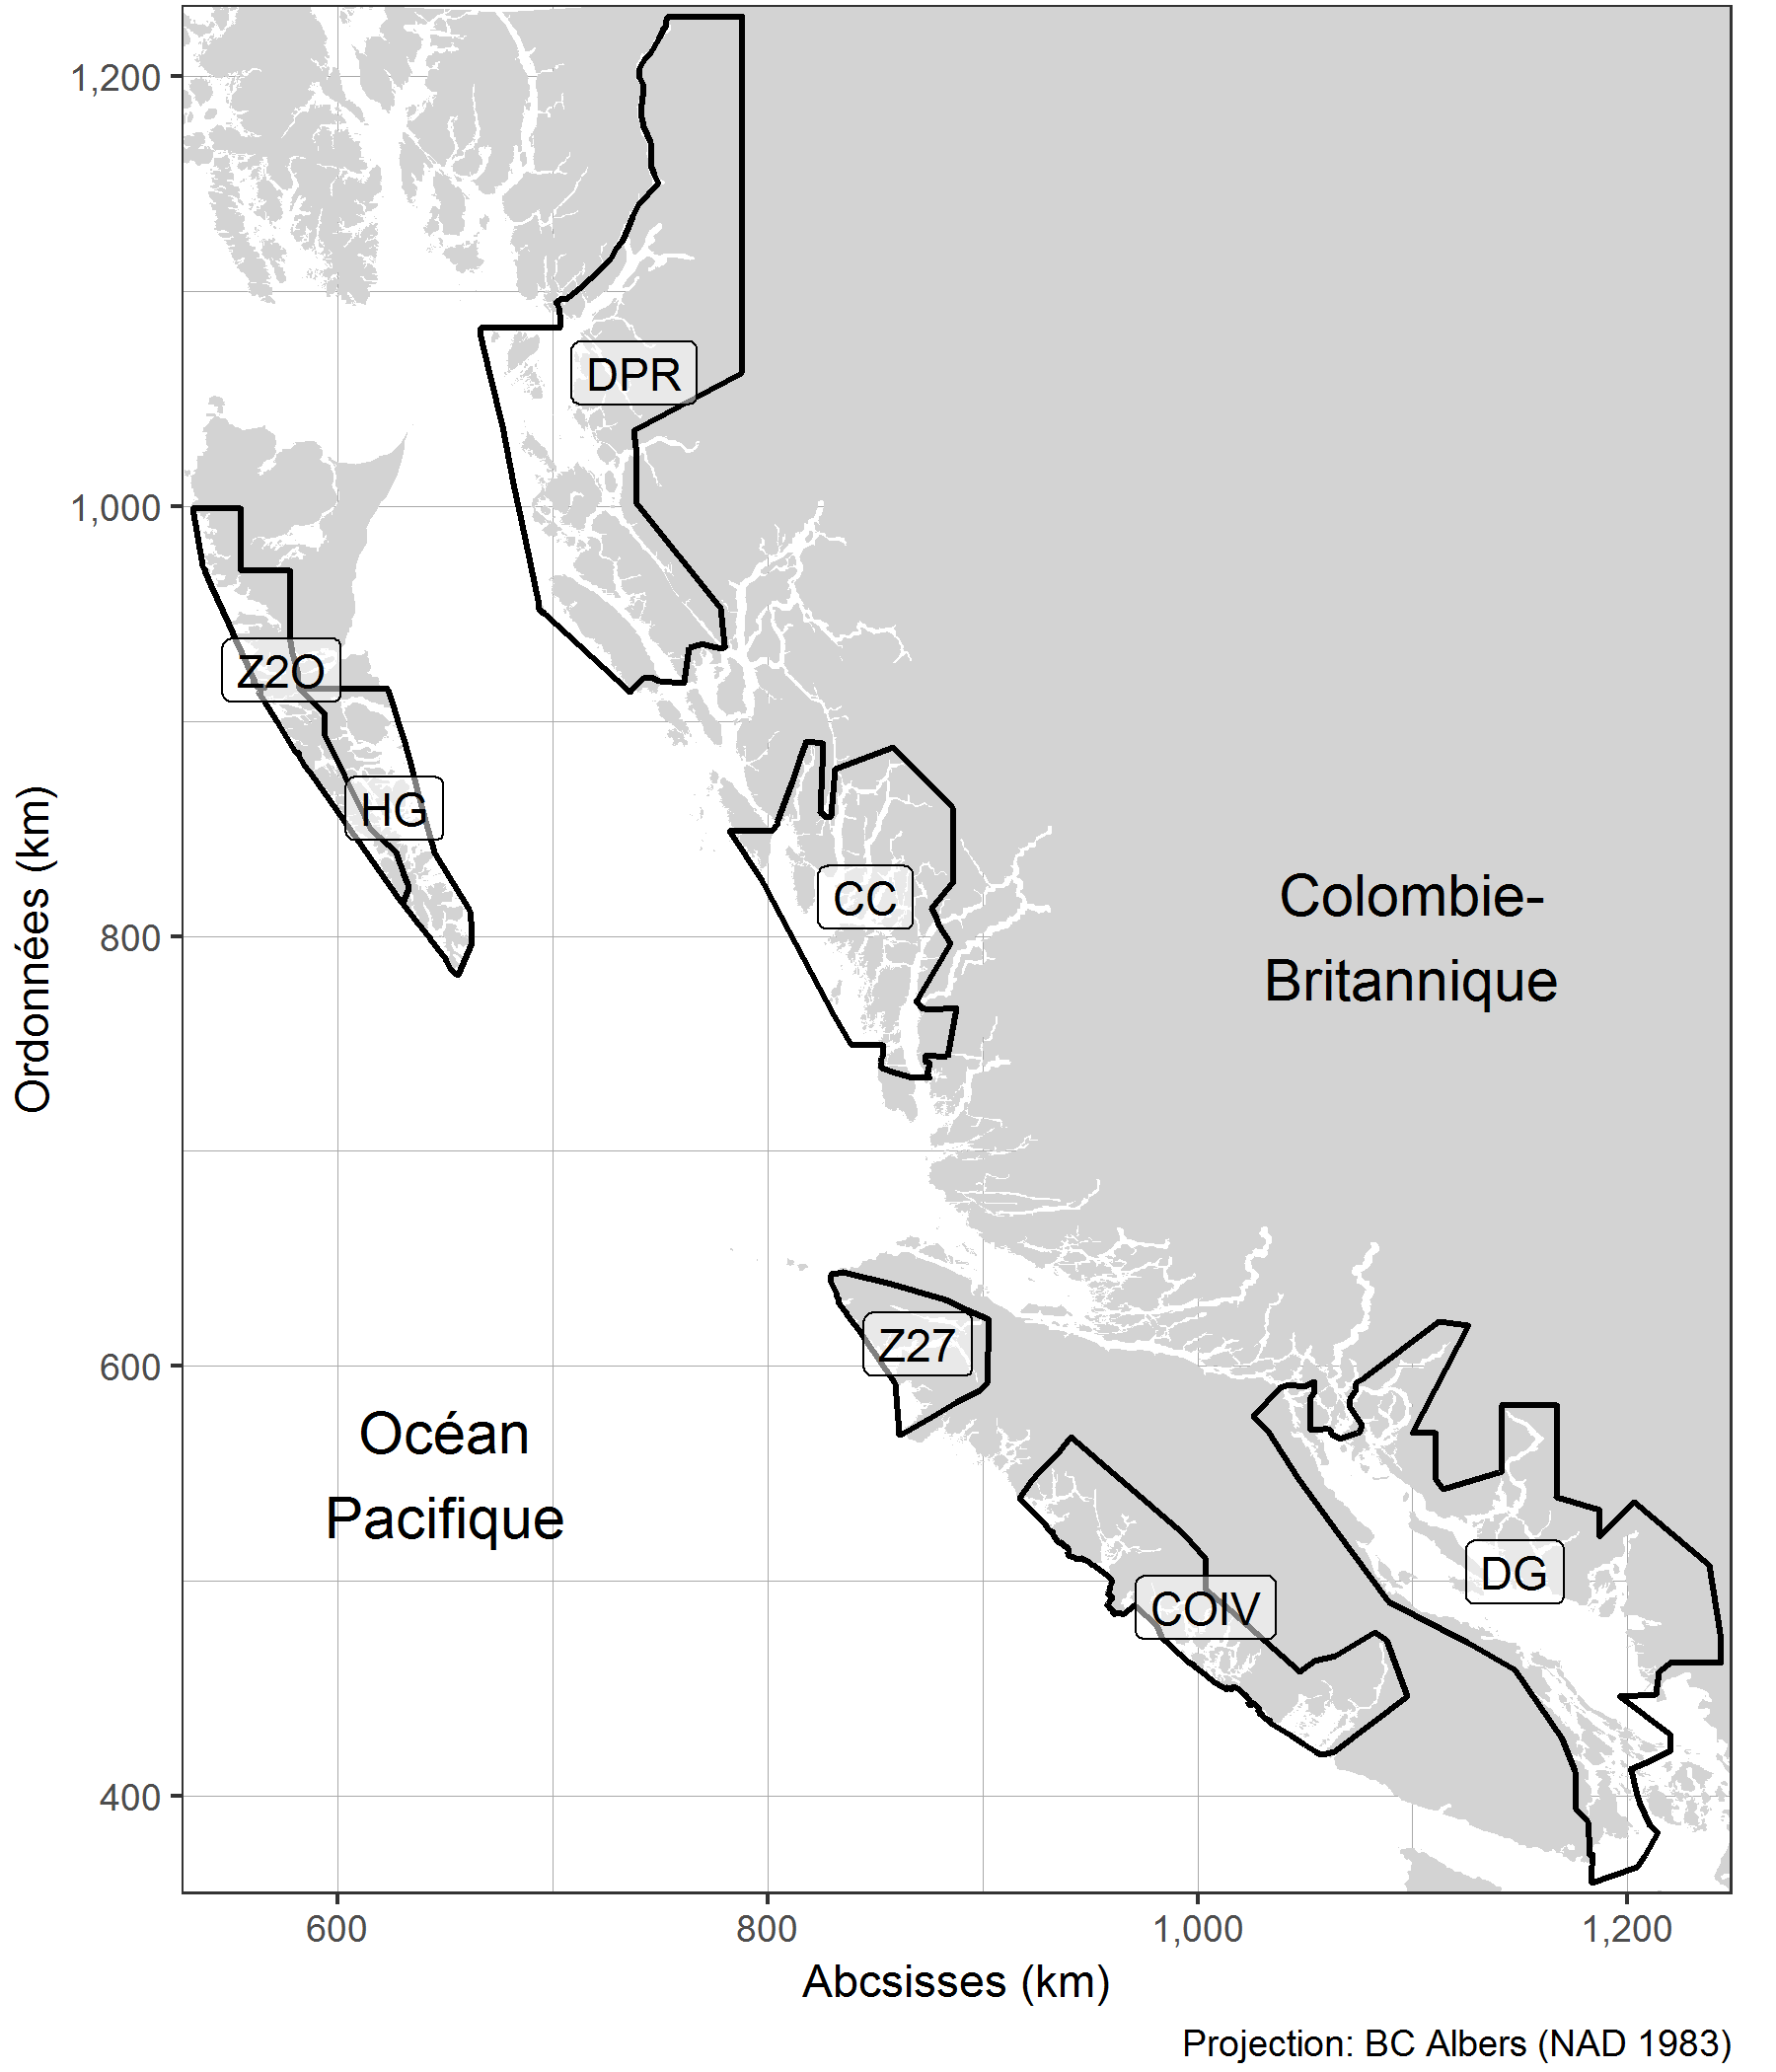 1,200
1,000
800
600
400
Ordonnées (km)
DPR
Z2O
HG
CC
Colombie-
Britannique
Z27
Océan
Pacifique
DG
COIV
600
800
1,000
1,200
Abcsisses (km)
Projection: BC Albers (NAD 1983)